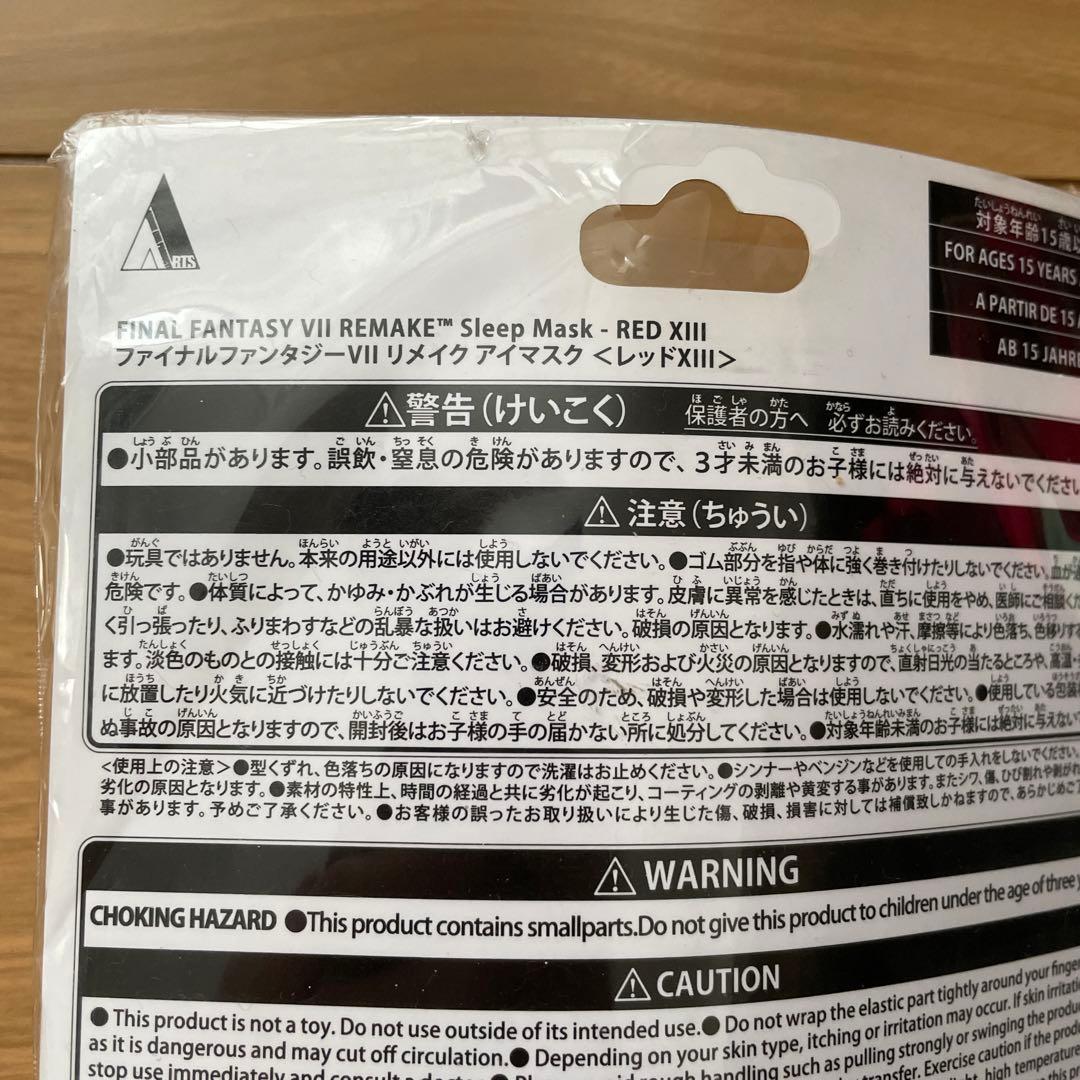 ARTS
たいしょうねんれい
対象年齢15歳
FOR AGES 15 YEARS
A PARTIR DE 15
AB 15 JAHRE
FINAL FANTASY VII REMAKE™ Sleep Mask - RED XIII
ファイナルファンタジーVII リメイク アイマスク <レッドXIII>
⚠警告(けいこく) 保護者の方へ 必ずお読みください。
●小部品があります。誤飲・窒息の危険がありますので、3才未満のお子様には絶対に与えないでください
⚠ 注意(ちゅうい)
●玩具ではありません。本来の用途以外には使用しないでください。●ゴム部分を指や体に強く巻き付けたりしないでください。血が
危険です。●体質によって、かゆみ・かぶれが生じる場合があります。皮膚に異常を感じたときは、直ちに使用をやめ、医師にご相談くだ
く引っ張ったり、ふりまわすなどの乱暴な扱いはお避けください。破損の原因となります。●水濡れや汗、摩擦等により色落ち、色移りする
ます。淡色のものとの接触には十分ご注意ください。●破損、変形および火災の原因となりますので、直射日光の当たるところや、高温・
に放置したり火気に近づけたりしないでください。●安全のため、破損や変形した場合は使用しないでください。●使用している包装
ぬ事故の原因となりますので、開封後はお子様の手の届かない所に処分してください。●対象年齢未満のお子様には絶対に与えない
<使用上の注意>●型くずれ、色落ちの原因になりますので洗濯はお止めください。●シンナーやベンジンなどを使用しての手入れをしないでください。
劣化の原因となります。●素材の特性上、時間の経過と共に劣化が起こり、コーティングの剥離や黄変する事があります。またシワ、傷、ひび割れや剥がれ
事があります。予めご了承ください。●お客様の誤ったお取り扱いにより生じた傷、破損、損害に対しては補償致しかねますので、あらかじめご了
⚠ WARNING
CHOKING HAZARD ●This product contains smallparts.Do not give this product to children under the age of three
⚠ CAUTION
● This product is not a toy. Do not use outside of its intended use.● Do not wrap the elastic part tightly around your finger
as it is dangerous and may cut off circulation.● Depending on your skin type, itching or irritation may occur. If skin irritati
stop use immediately and consult a doctor. rough handling such as pulling strongly or swinging the produ
transfer. Exercise caution if the produ
high temperature